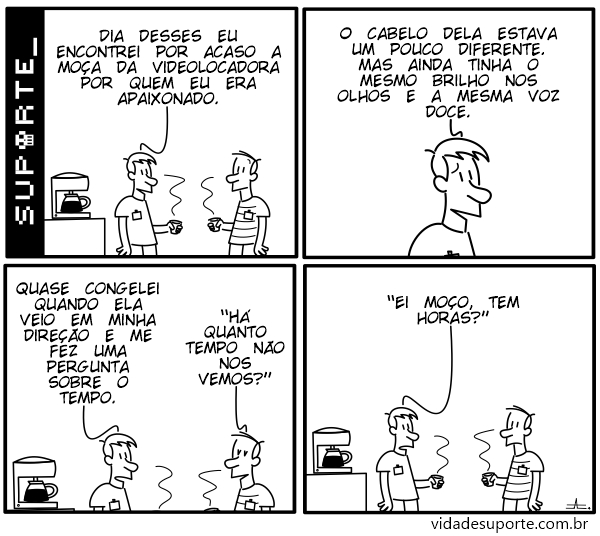 SUPORTE_
DIA DESSES EU
ENCONTREI POR ACASO A
MOÇA DA VIDEOLOCADORA
POR QUEM EU ERA
APAIXONADO.
O CABELO DELA ESTAVA
UM POUCO DIFERENTE.
MAS AINDA TINHA O
MESMO BRILHO NOS
OLHOS E A MESMA VOZ
DOCE.
QUASE CONGELEI
QUANDO ELA
VEIO EM MINHA
DIREÇÃO E ME
FEZ UMA
PERGUNTA
SOBRE O
TEMPO.
"HÁ
QUANTO
TEMPO NÃO
NOS
VEMOS?"
"EI MOÇO, TEM
HORAS?"
vidadesuporte.com.br